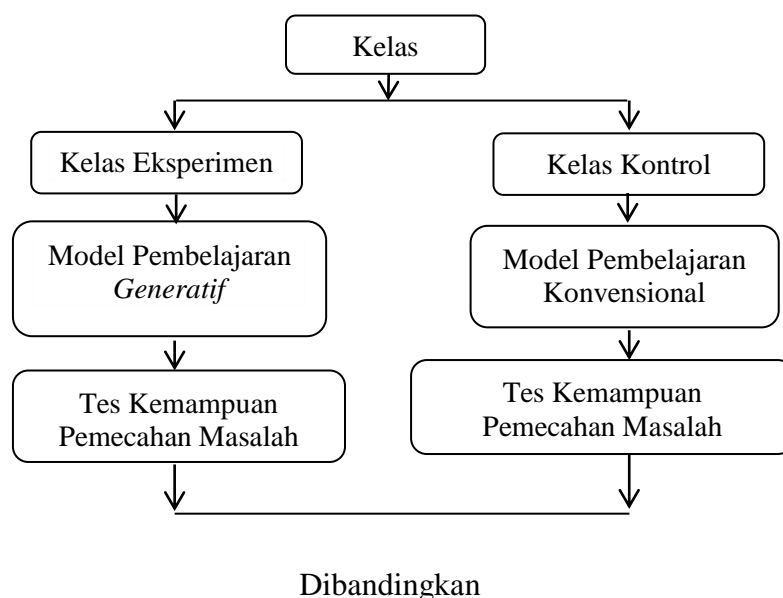 Kelas
Kelas Eksperimen
Kelas Kontrol
Model Pembelajaran
Generatif
Model Pembelajaran
Konvensional
Tes Kemampuan
Pemecahan Masalah
Tes Kemampuan
Pemecahan Masalah
Dibandingkan